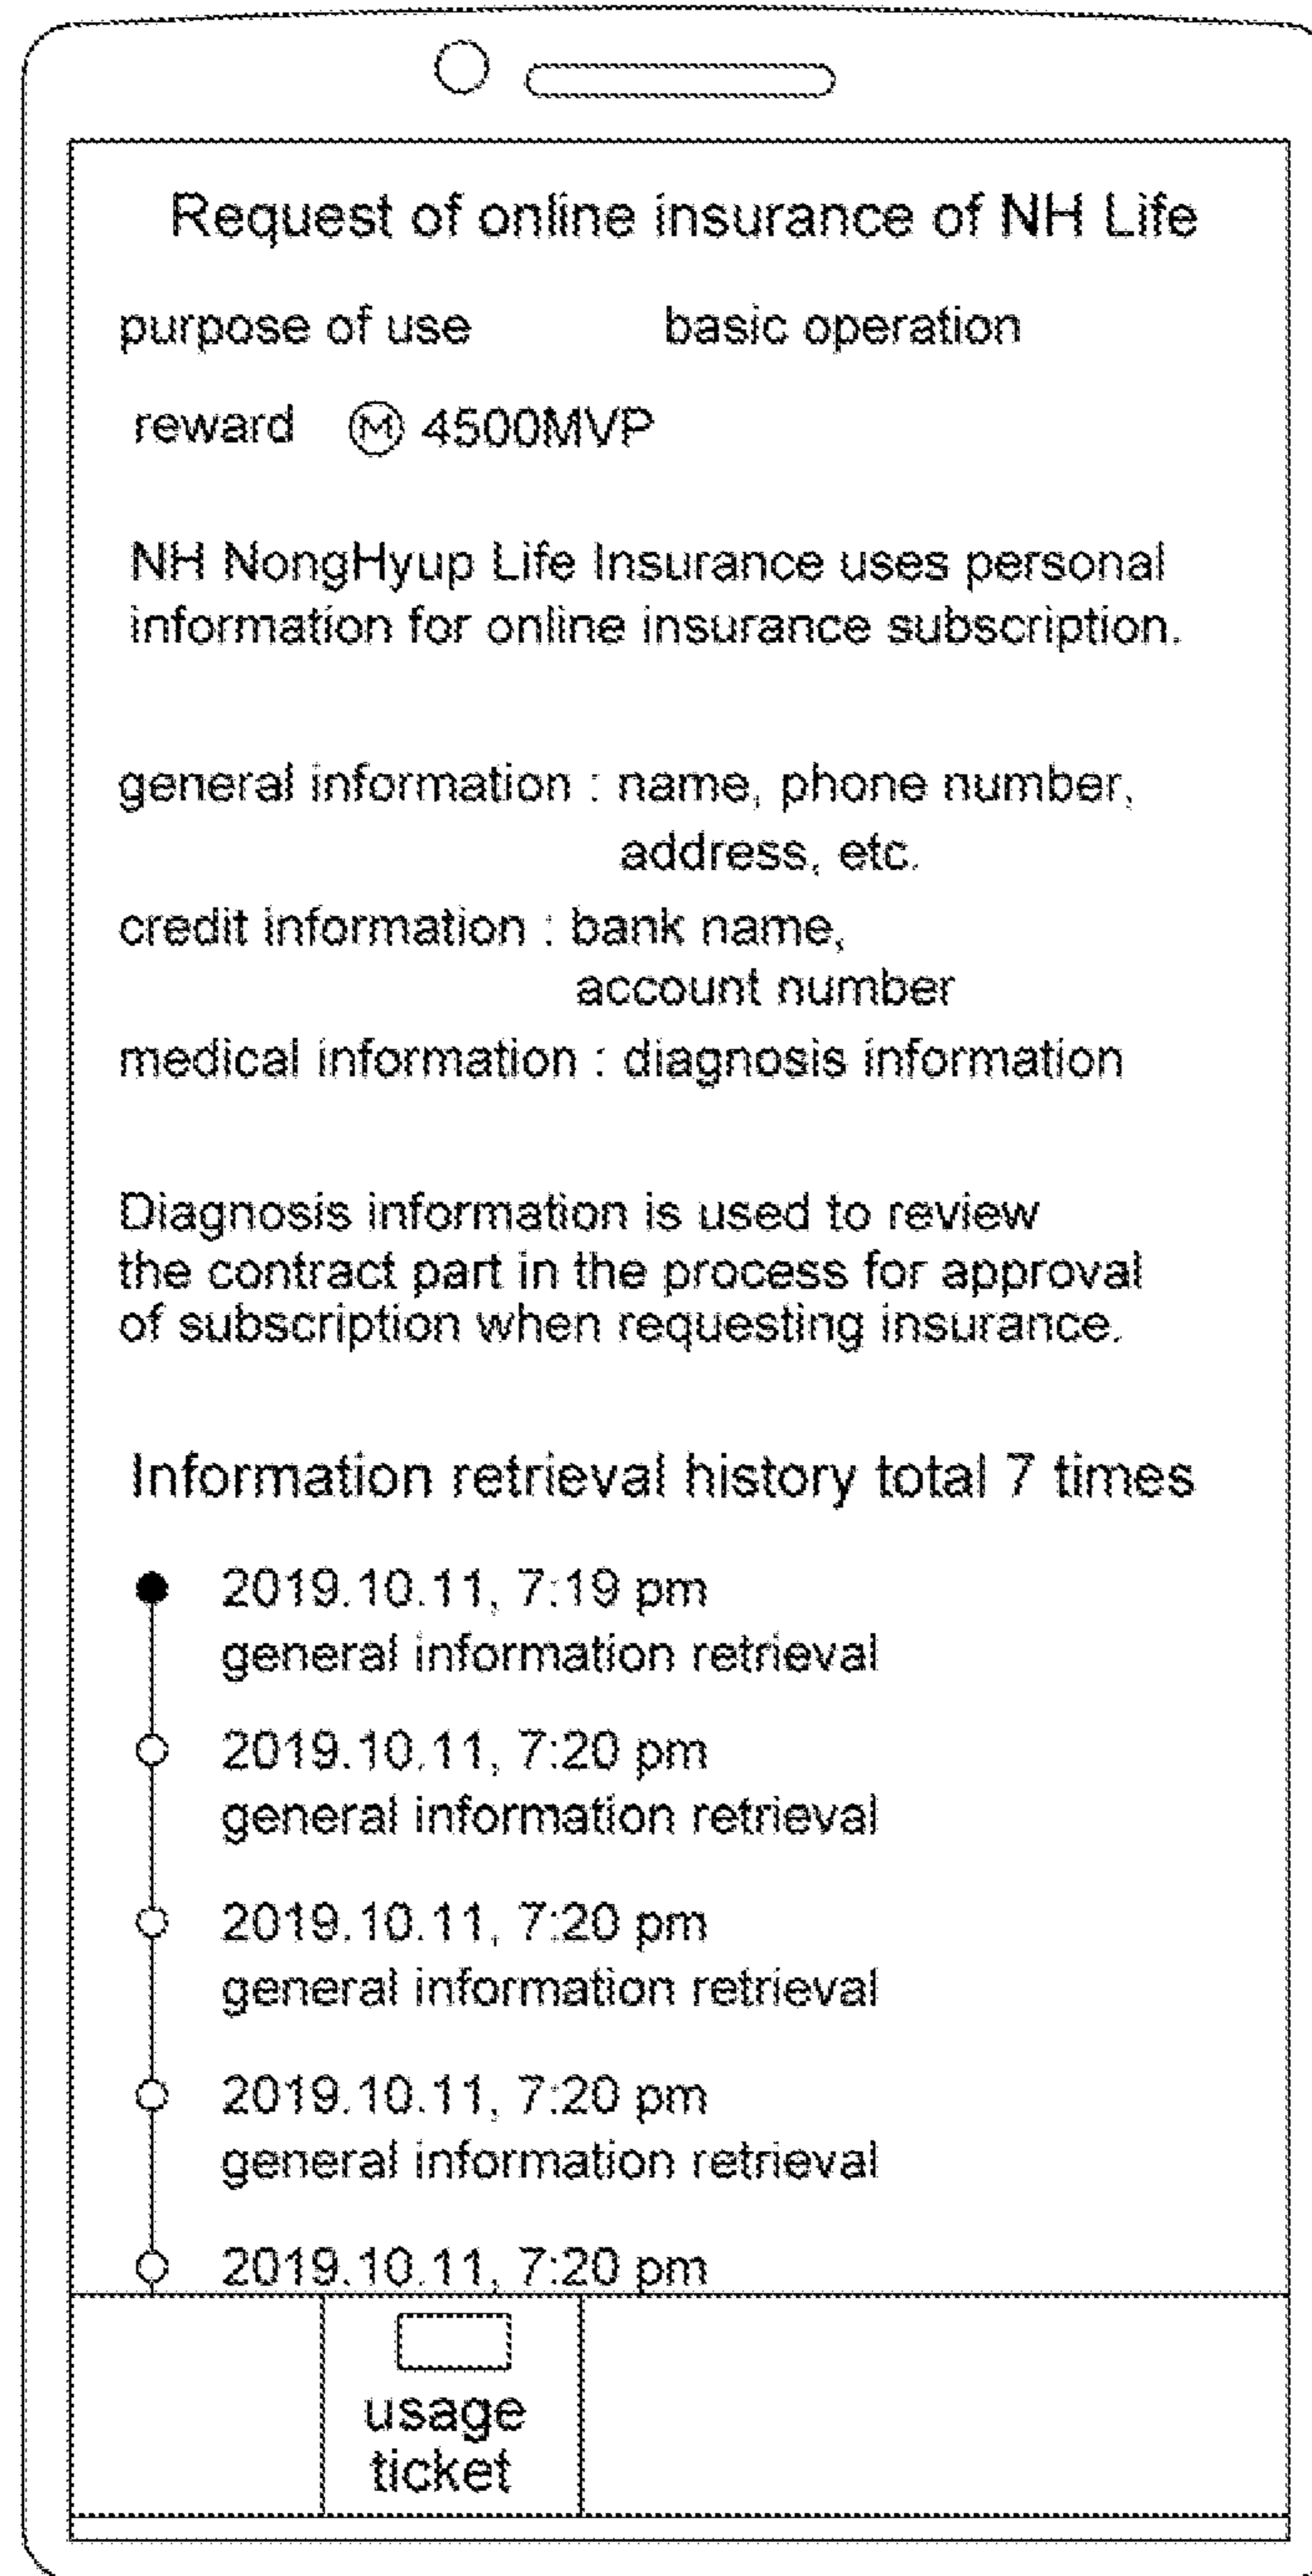 Request of online insurance of NH Life
purpose of use basic operation
reward Ⓜ 4500MVP
NH NongHyup Life Insurance uses personal
information for online insurance subscription.
general information : name, phone number,
address, etc.
credit information : bank name,
account number
medical information : diagnosis information
Diagnosis information is used to review
the contract part in the process for approval
of subscription when requesting insurance.
Information retrieval history total 7 times
2019.10.11, 7:19 pm
general information retrieval
2019.10.11, 7:20 pm
general information retrieval
2019.10.11, 7:20 pm
general information retrieval
2019.10.11, 7:20 pm
general information retrieval
2019.10.11, 7:20 pm
usage
ticket